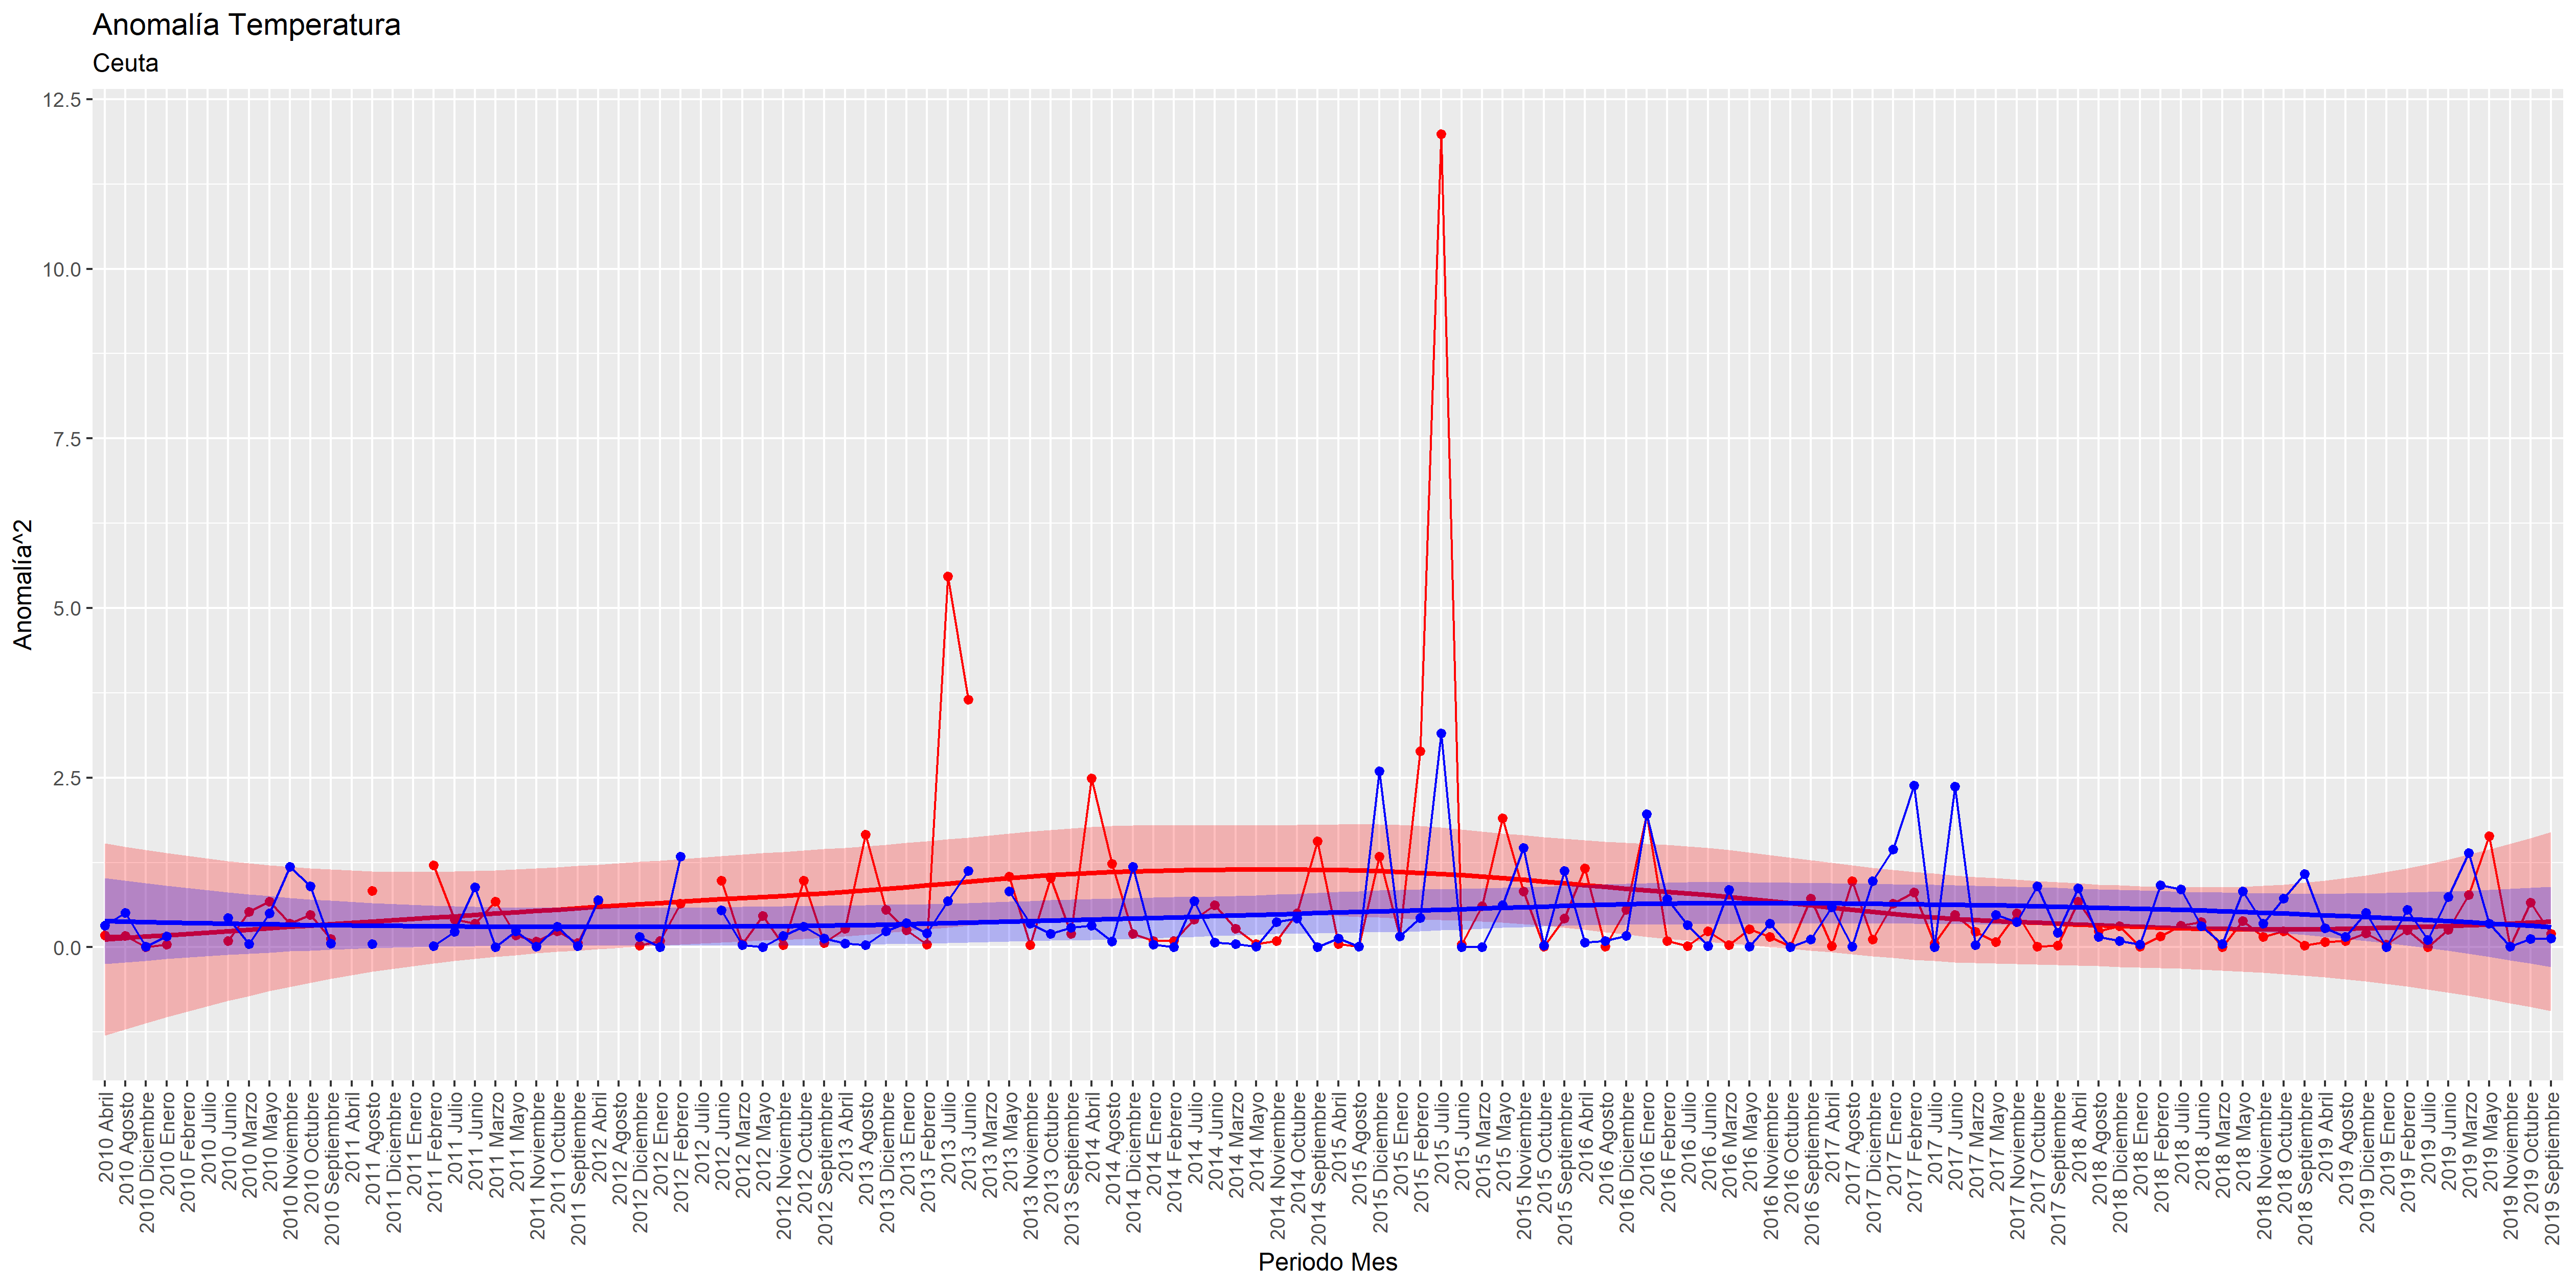 Anomalía Temperatura
Ceuta
12.5
10.0
7.5
5.0
2.5
0.0
Anomalía^2
2010 Abril
2010 Agosto
2010 Diciembre
2010 Enero
2010 Febrero
2010 Julio
2010 Junio
2010 Marzo
2010 Mayo
2010 Noviembre
2010 Octubre
2010 Septiembre
2011 Abril
2011 Agosto
2011 Diciembre
2011 Enero
2011 Febrero
2011 Julio
2011 Junio
2011 Marzo
2011 Mayo
2011 Noviembre
2011 Octubre
2011 Septiembre
2012 Abril
2012 Agosto
2012 Diciembre
2012 Enero
2012 Febrero
2012 Julio
2012 Junio
2012 Marzo
2012 Mayo
2012 Noviembre
2012 Octubre
2012 Septiembre
2013 Abril
2013 Agosto
2013 Diciembre
2013 Enero
2013 Febrero
2013 Julio
2013 Junio
2013 Marzo
2013 Mayo
2013 Noviembre
2013 Octubre
2013 Septiembre
2014 Abril
2014 Agosto
2014 Diciembre
2014 Enero
2014 Febrero
2014 Julio
2014 Junio
2014 Marzo
2014 Mayo
2014 Noviembre
2014 Octubre
2014 Septiembre
2015 Abril
2015 Agosto
2015 Diciembre
2015 Enero
2015 Febrero
2015 Julio
2015 Junio
2015 Marzo
2015 Mayo
2015 Noviembre
2015 Octubre
2015 Septiembre
2016 Abril
2016 Agosto
2016 Diciembre
2016 Enero
2016 Febrero
2016 Julio
2016 Junio
2016 Marzo
2016 Mayo
2016 Noviembre
2016 Octubre
2016 Septiembre
2017 Abril
2017 Agosto
2017 Diciembre
2017 Enero
2017 Febrero
2017 Julio
2017 Junio
2017 Marzo
2017 Mayo
2017 Noviembre
2017 Octubre
2017 Septiembre
2018 Abril
2018 Agosto
2018 Diciembre
2018 Enero
2018 Febrero
2018 Julio
2018 Junio
2018 Marzo
2018 Mayo
2018 Noviembre
2018 Octubre
2018 Septiembre
2019 Abril
2019 Agosto
2019 Diciembre
2019 Enero
2019 Febrero
2019 Julio
2019 Junio
2019 Marzo
2019 Mayo
2019 Noviembre
2019 Octubre
2019 Septiembre
Periodo Mes